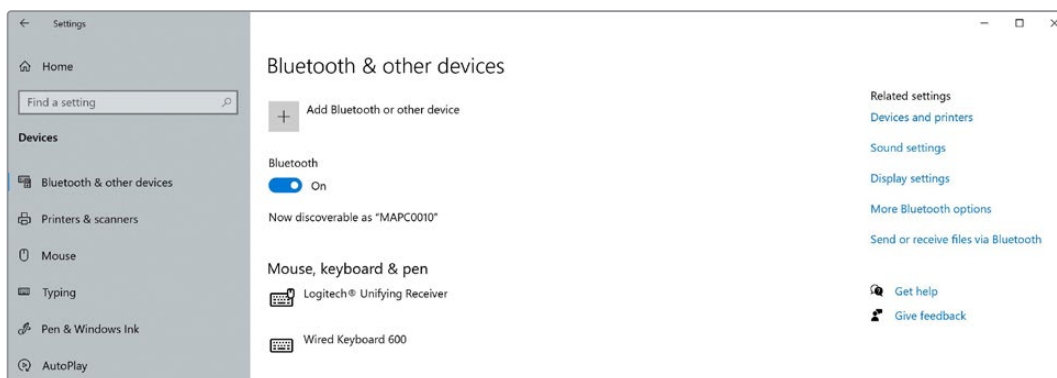 Settings
Home
Find a setting
Devices
Bluetooth & other devices
Printers & scanners
Mouse
Typing
Pen & Windows Ink
AutoPlay
Bluetooth & other devices
Add Bluetooth or other device
Bluetooth
On
Now discoverable as “MAPC0010”
Mouse, keyboard & pen
Logitech® Unifying Receiver
Wired Keyboard 600
Related settings
Devices and printers
Sound settings
Display settings
More Bluetooth options
Send or receive files via Bluetooth
Get help
Give feedback